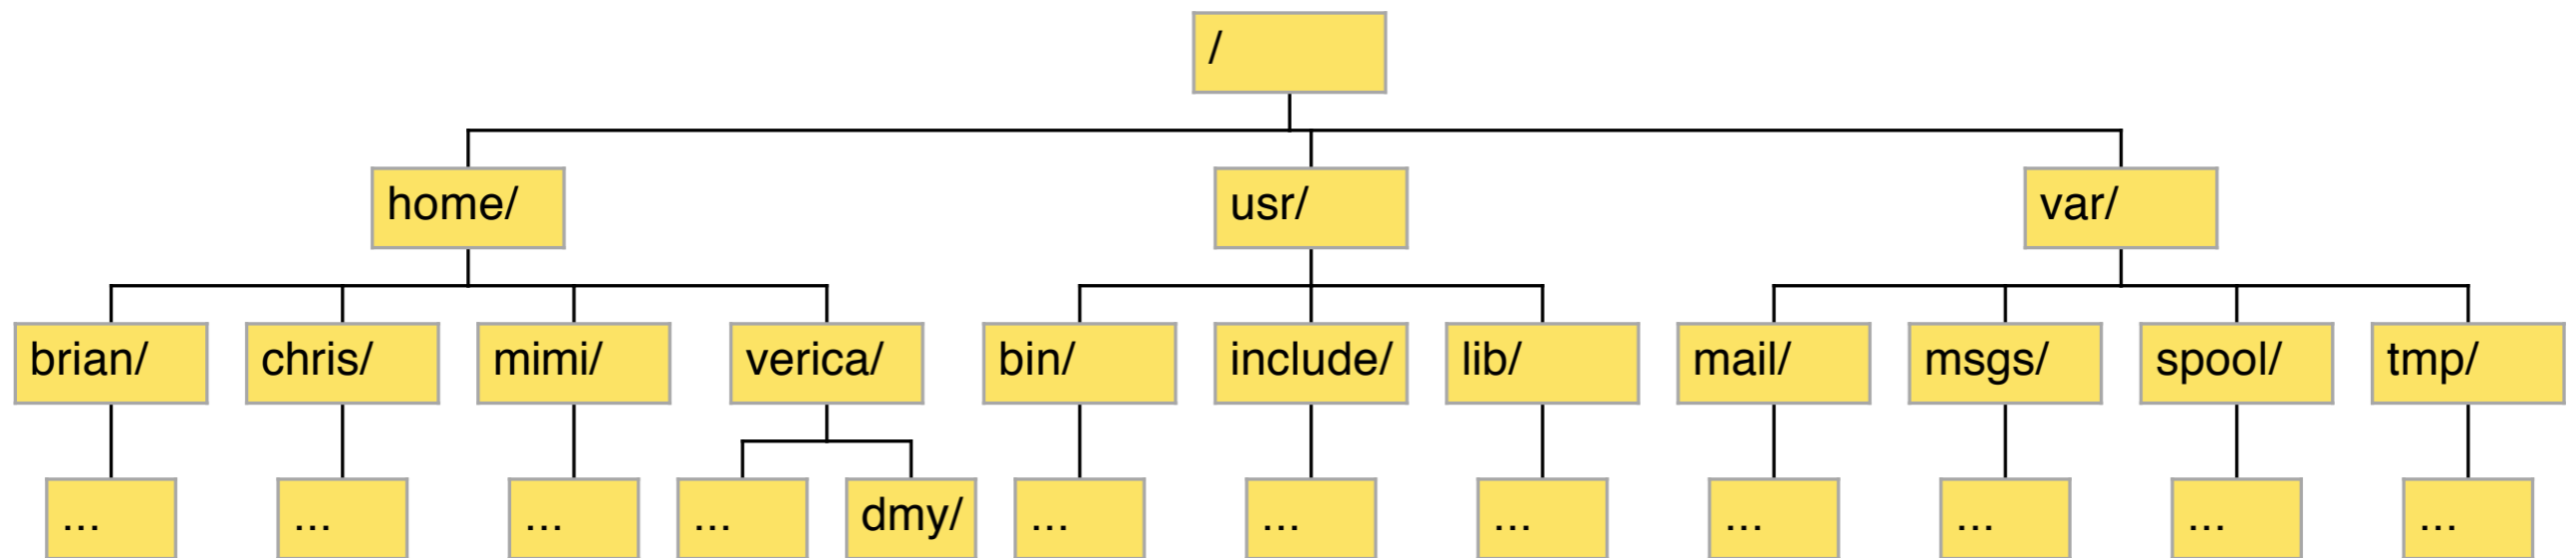 /
home/ usr/ var/
brian/ chris/ mimi/ verica/ bin/ include/ lib/ mail/ msgs/ spool/ tmp/
... ... ... ... dmy/ ... ... ... ... ... ... ...